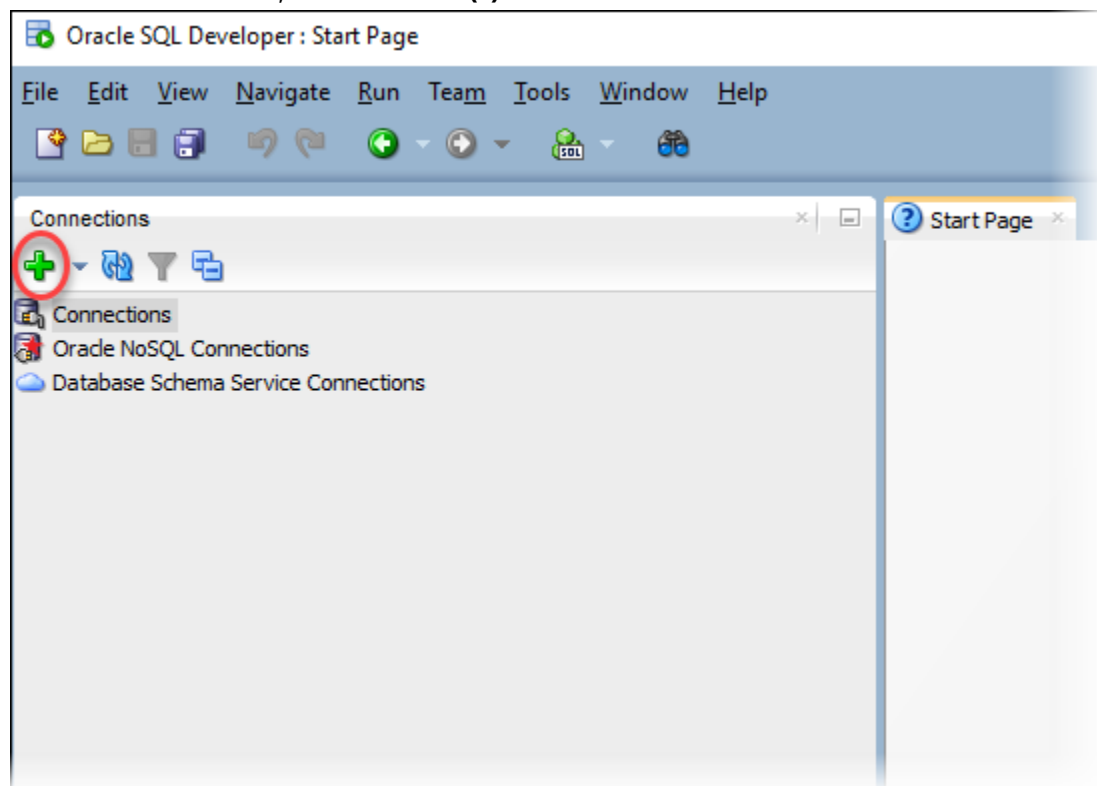 Oracle SQL Developer : Start Page
File Edit View Navigate Run Team Tools Window Help
SQL
Connections
Start Page
Connections
Oracle NoSQL Connections
Database Schema Service Connections